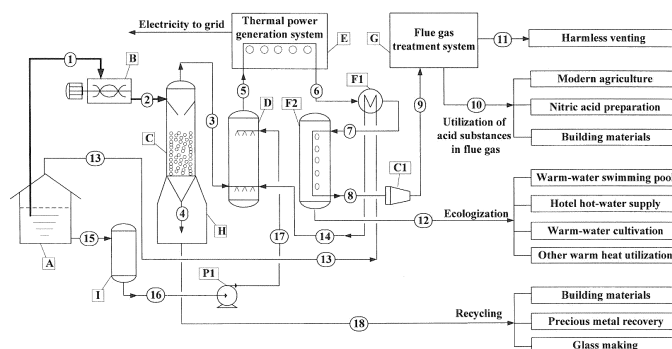 Electricity to grid
Thermal power
generation system
E
G
Flue gas
treatment system
11
Harmless venting
1
B
2
3
5
6
F1
9
10
Modern agriculture
Nitric acid preparation
Building materials
Utilization of
acid substances
in flue gas
D
F2
7
C
13
8
C1
4
12
Ecologization
Warm-water swimming pool
Hotel hot-water supply
Warm-water cultivation
Other warm heat utilization
H
14
15
A
17
13
I
16
P1
18
Recycling
Building materials
Precious metal recovery
Glass making